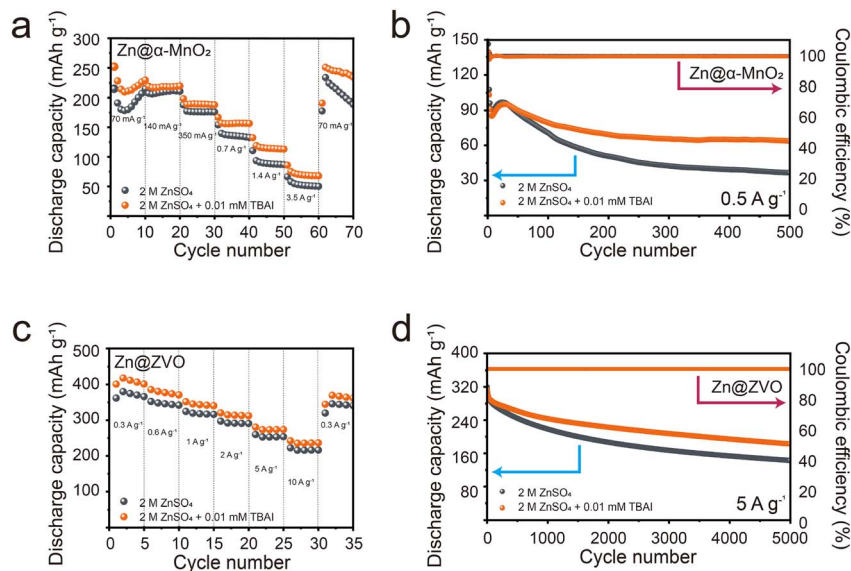 a
Zn@α-MnO₂
Discharge capacity (mAh g⁻¹)
300
250
200
150
100
50
70 mA g⁻¹
140 mA g⁻¹
350 mA g⁻¹
0.7 A g⁻¹
1.4 A g⁻¹
3.5 A g⁻¹
70 mA g⁻¹
2 M ZnSO₄
2 M ZnSO₄ + 0.01 mM TBAI
0 10 20 30 40 50 60 70
Cycle number
b
Discharge capacity (mAh g⁻¹)
150
120
90
60
30
Zn@α-MnO₂
2 M ZnSO₄
2 M ZnSO₄ + 0.01 mM TBAI
0.5 A g⁻¹
100
80
60
40
20
0
Coulombic efficiency (%)
0 100 200 300 400 500
Cycle number
c
Zn@ZVO
Discharge capacity (mAh g⁻¹)
500
400
300
200
100
0
0.3 A g⁻¹
0.6 A g⁻¹
1 A g⁻¹
2 A g⁻¹
5 A g⁻¹
10 A g⁻¹
0.3 A g⁻¹
2 M ZnSO₄
2 M ZnSO₄ + 0.01 mM TBAI
0 5 10 15 20 25 30 35
Cycle number
d
Discharge capacity (mAh g⁻¹)
400
320
240
160
80
Zn@ZVO
2 M ZnSO₄
2 M ZnSO₄ + 0.01 mM TBAI
5 A g⁻¹
100
80
60
40
20
0
Coulombic efficiency (%)
0 1000 2000 3000 4000 5000
Cycle number